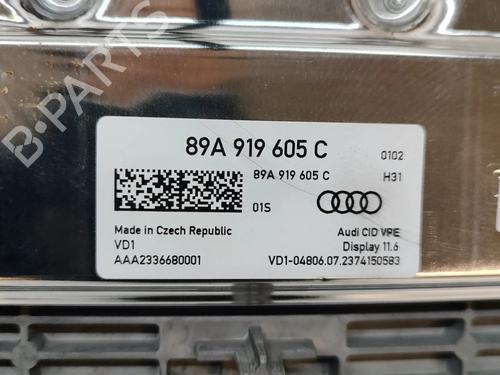 B-PARTS
89A 919 605 C 0102
89A 919 605 C H31
01S
Made in Czech Republic Audi CID VPE
VD1 Display 11.6
AAA2336680001 VD1-04806.07.2374150583